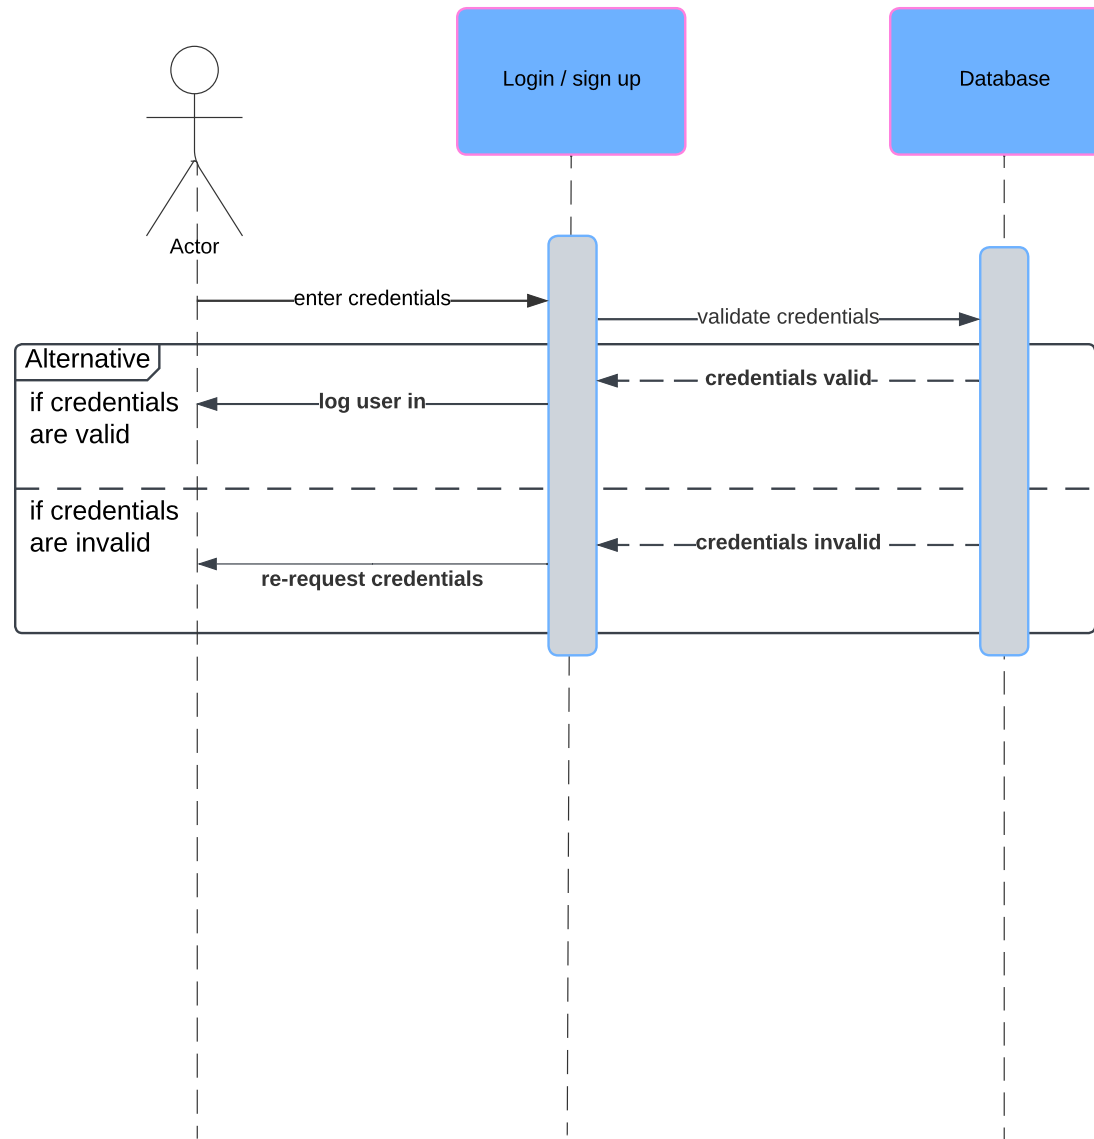 Login / sign up
Database
Actor
enter credentials
validate credentials
Alternative
credentials valid
if credentials
are valid
log user in
if credentials
are invalid
credentials invalid
re-request credentials